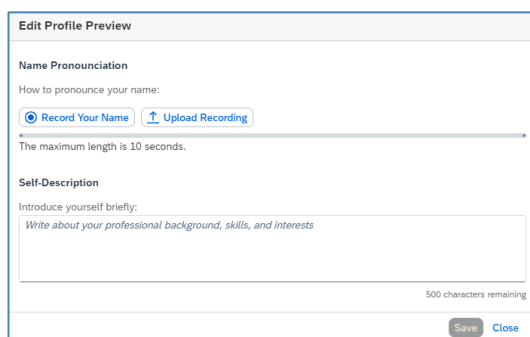 Edit Profile Preview
Name Pronounciation
How to pronounce your name:
Record Your Name Upload Recording
The maximum length is 10 seconds.
Self-Description
Introduce yourself briefly:
Write about your professional background, skills, and interests
500 characters remaining
Save Close